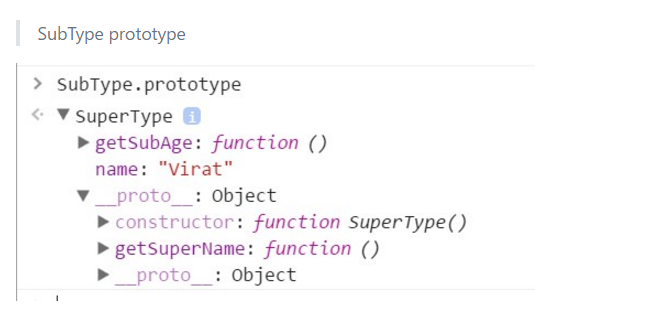 SubType prototype
> SubType.prototype
<· ▼ SuperType i
▶ getSubAge: function ()
name: "Virat"
▼ __proto__: Object
▶ constructor: function SuperType()
▶ getSuperName: function ()
▶ __proto__: Object